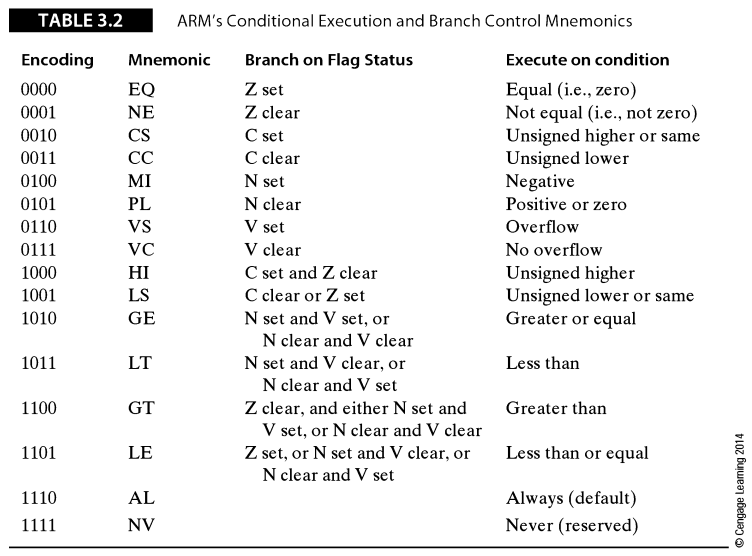 TABLE 3.2 ARM's Conditional Execution and Branch Control Mnemonics
Encoding Mnemonic Branch on Flag Status Execute on condition
0000 EQ Z set Equal (i.e., zero)
0001 NE Z clear Not equal (i.e., not zero)
0010 CS C set Unsigned higher or same
0011 CC C clear Unsigned lower
0100 MI N set Negative
0101 PL N clear Positive or zero
0110 VS V set Overflow
0111 VC V clear No overflow
1000 HI C set and Z clear Unsigned higher
1001 LS C clear or Z set Unsigned lower or same
1010 GE N set and V set, or Greater or equal
N clear and V clear
1011 LT N set and V clear, or Less than
N clear and V set
1100 GT Z clear, and either N set and Greater than
V set, or N clear and V clear
1101 LE Z set, or N set and V clear, or Less than or equal
N clear and V set
1110 AL Always (default)
1111 NV Never (reserved)
© Cengage Learning 2014